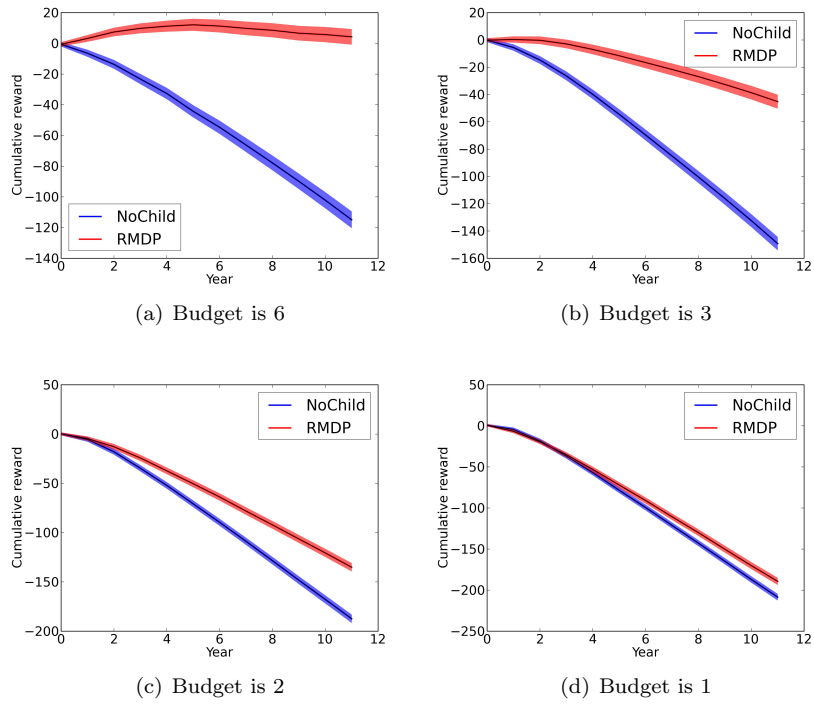 20
0
−20
−40
−60
−80
−100
−120
−140
Cumulative reward
NoChild
RMDP
0 2 4 6 8 10 12
Year
(a) Budget is 6
20
0
−20
−40
−60
−80
−100
−120
−140
−160
Cumulative reward
NoChild
RMDP
0 2 4 6 8 10 12
Year
(b) Budget is 3
50
0
−50
−100
−150
−200
Cumulative reward
NoChild
RMDP
0 2 4 6 8 10 12
Year
(c) Budget is 2
50
0
−50
−100
−150
−200
−250
Cumulative reward
NoChild
RMDP
0 2 4 6 8 10 12
Year
(d) Budget is 1